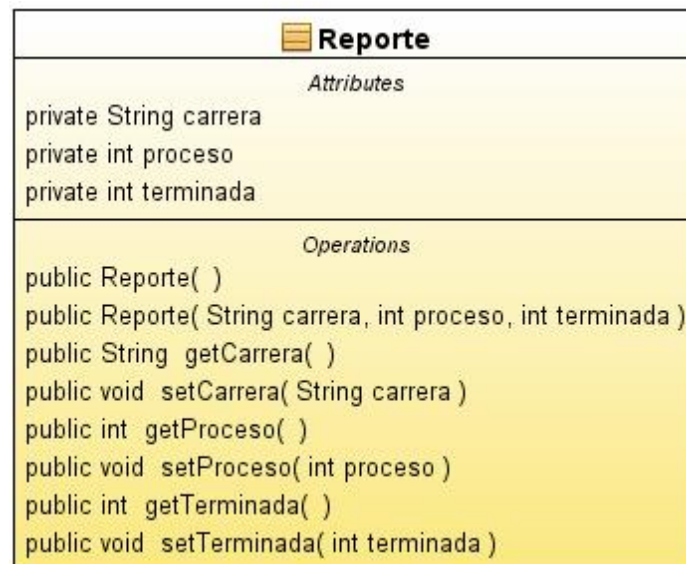 Reporte
Attributes
private String carrera
private int proceso
private int terminada
Operations
public Reporte( )
public Reporte( String carrera, int proceso, int terminada )
public String getCarrera( )
public void setCarrera( String carrera )
public int getProceso( )
public void setProceso( int proceso )
public int getTerminada( )
public void setTerminada( int terminada )